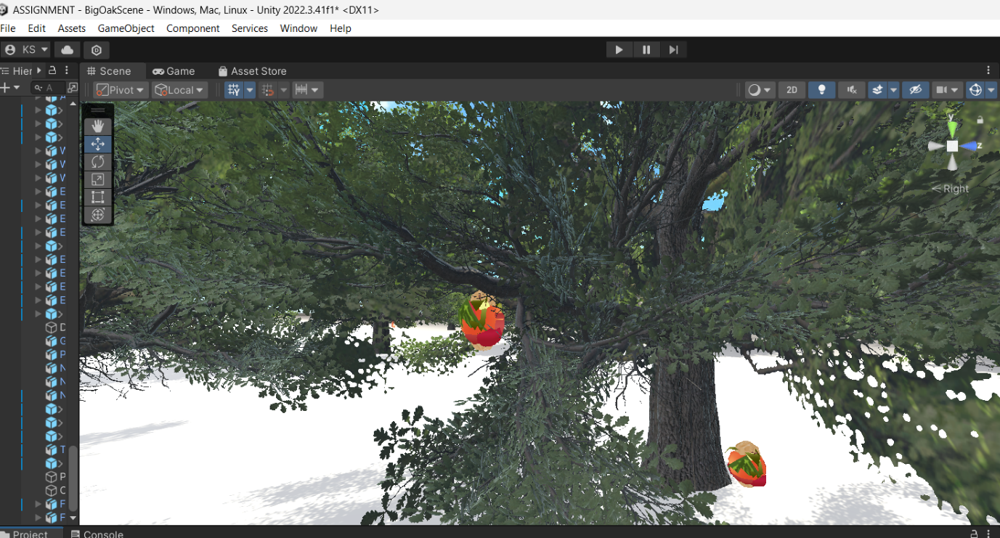 ASSIGNMENT - BigOakScene - Windows, Mac, Linux - Unity 2022.3.41f1* <DX11>
File Edit Assets GameObject Component Services Window Help
KS
Hier
Scene Game Asset Store
A
Pivot Local 2D
y
z
Right
A
W
W
W
E
E
E
E
E
E
E
E
D
G
P
N
N
N
T
P
C
F
F
Project Console